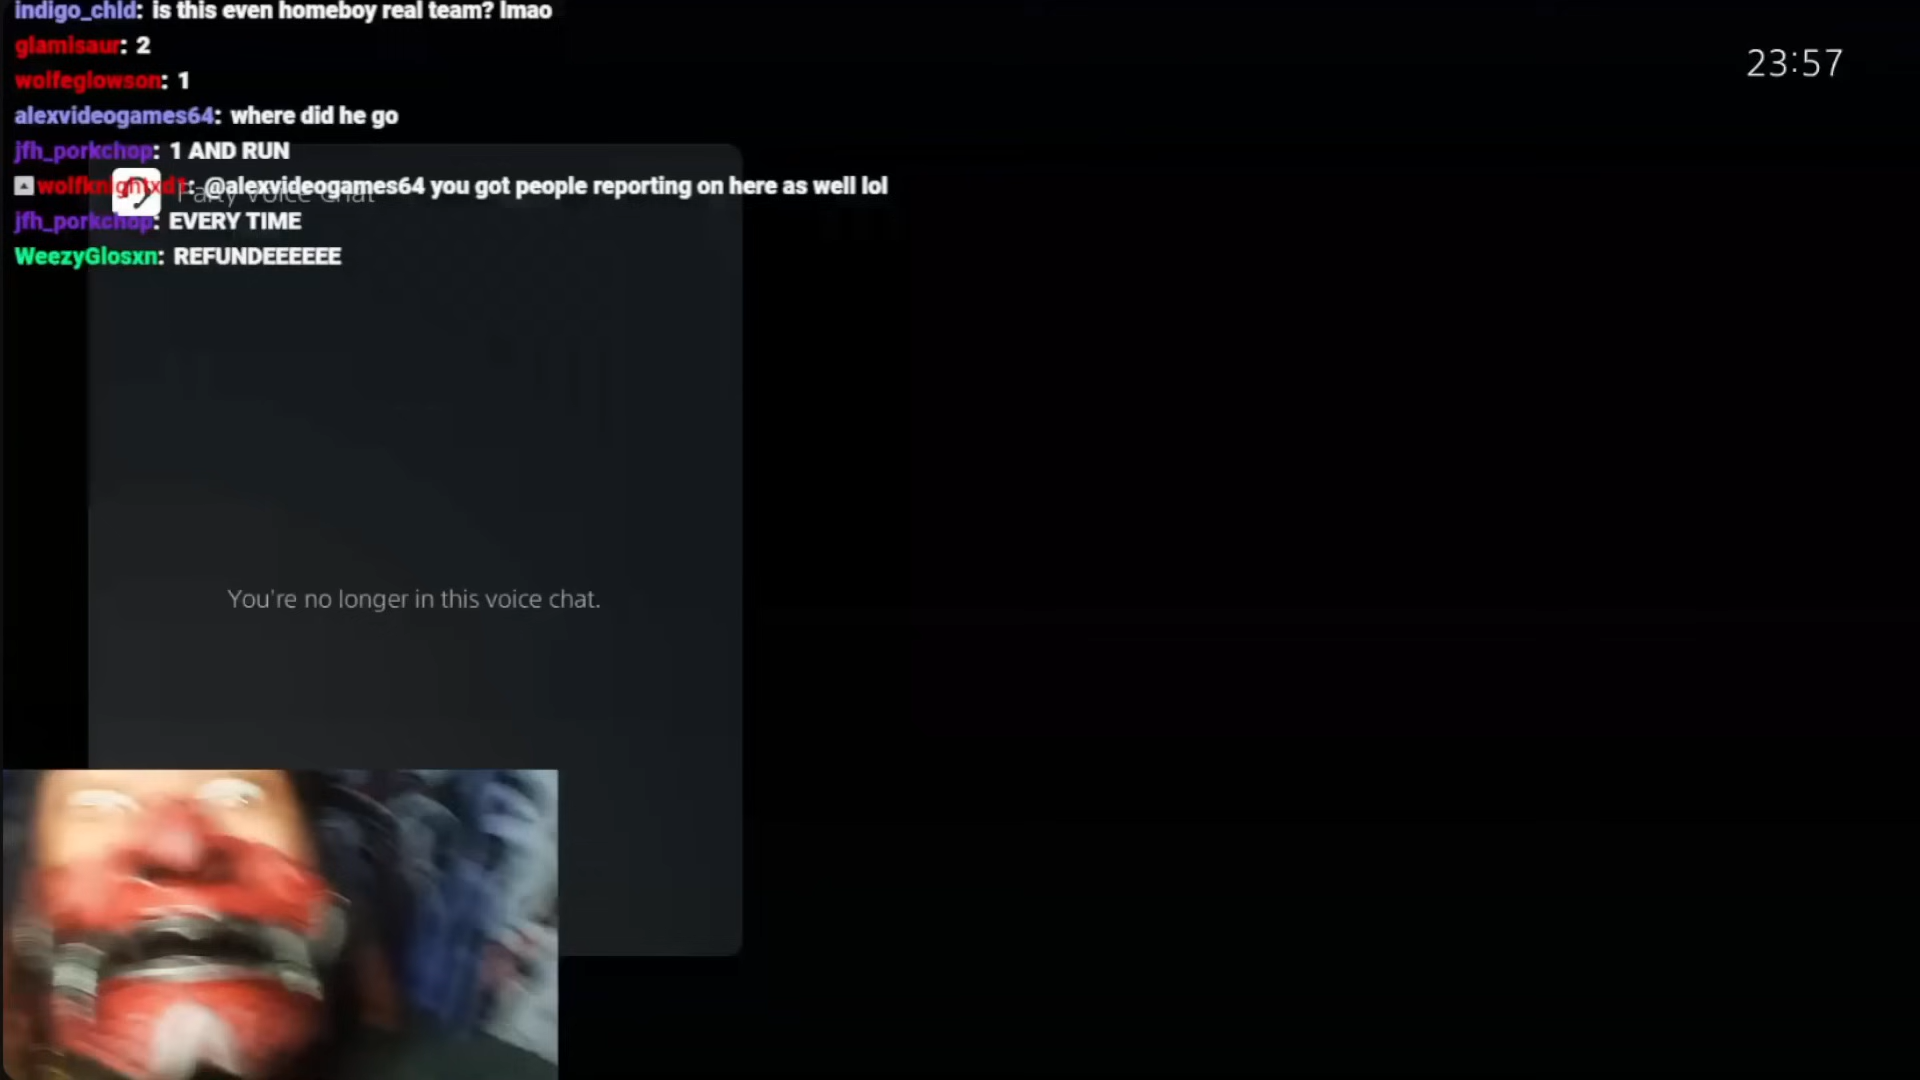 indigo_chld: is this even homeboy real team? lmao
glamisaur: 2
wolfeglowson: 1
23:57
alexvideogames64: where did he go
jfh_porkchop: 1 AND RUN
wolfknightxd1: @alexvideogames64 you got people reporting on here as well lol
Party Voice Chat
jfh_porkchop: EVERY TIME
WeezyGlosxn: REFUNDEEEEEE
You're no longer in this voice chat.